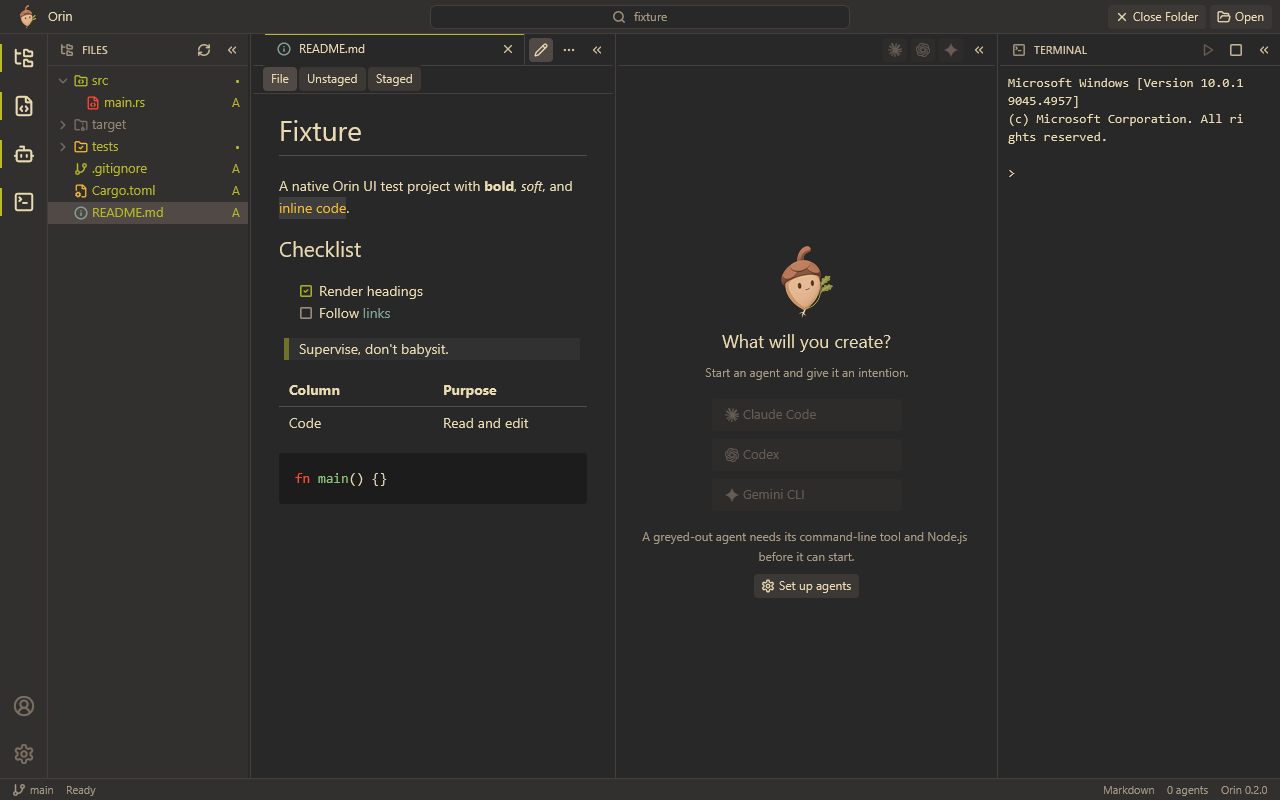 Orin
fixture
Close Folder
Open
FILES
src
main.rs A
target
tests
.gitignore A
Cargo.toml A
README.md A
README.md
File Unstaged Staged
Fixture
A native Orin UI test project with bold, soft, and
inline code.
Checklist
Render headings
Follow links
Supervise, don't babysit.
Column Purpose
Code Read and edit
fn main() {}
What will you create?
Start an agent and give it an intention.
Claude Code
Codex
Gemini CLI
A greyed-out agent needs its command-line tool and Node.js
before it can start.
Set up agents
TERMINAL
Microsoft Windows [Version 10.0.1
9045.4957]
(c) Microsoft Corporation. All ri
ghts reserved.
>
main Ready
Markdown 0 agents Orin 0.2.0